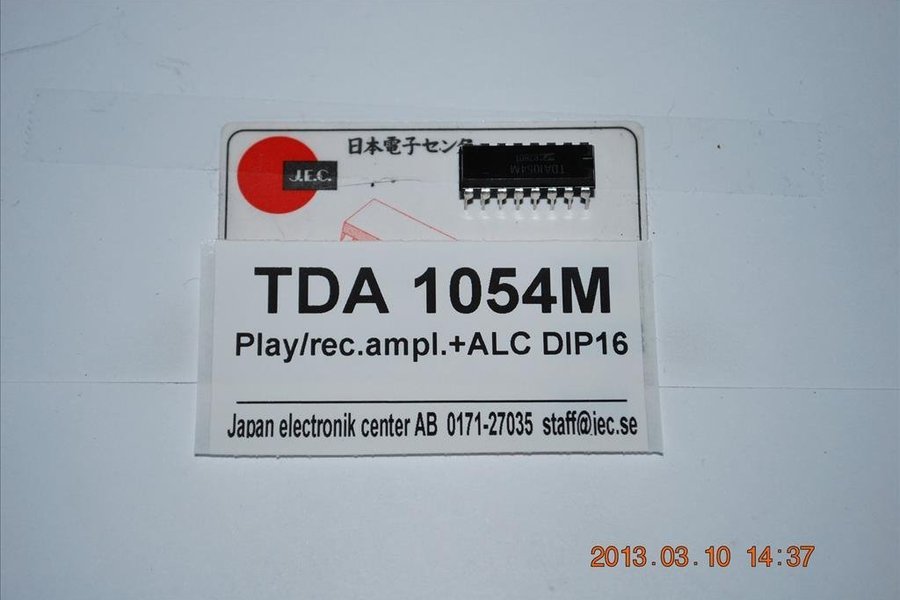 日本電子センタ
J.E.C.
TDA1054M
TDA 1054M
Play/rec.ampl.+ALC DIP16
Japan electronik center AB 0171-27035 staff@jec.se
2013.03.10 14:37